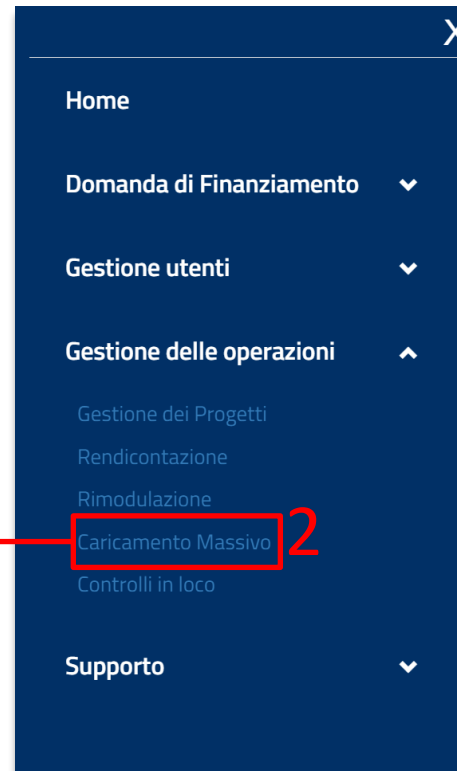 X
Home
Domanda di Finanziamento
Gestione utenti
Gestione delle operazioni
Gestione dei Progetti
Rendicontazione
Rimodulazione
Caricamento Massivo 2
Controlli in loco
Supporto